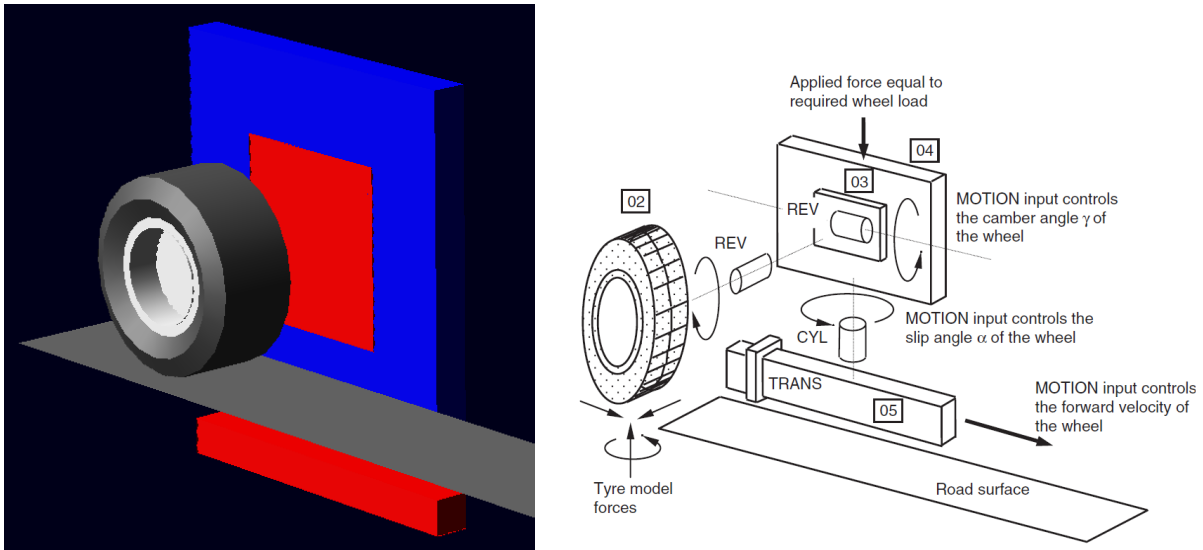 Applied force equal to
required wheel load
04
03
02
REV
MOTION input controls
the camber angle γ of
the wheel
REV
MOTION input controls the
slip angle α of the wheel
CYL
TRANS
05
MOTION input controls
the forward velocity of
the wheel
Tyre model
forces
Road surface